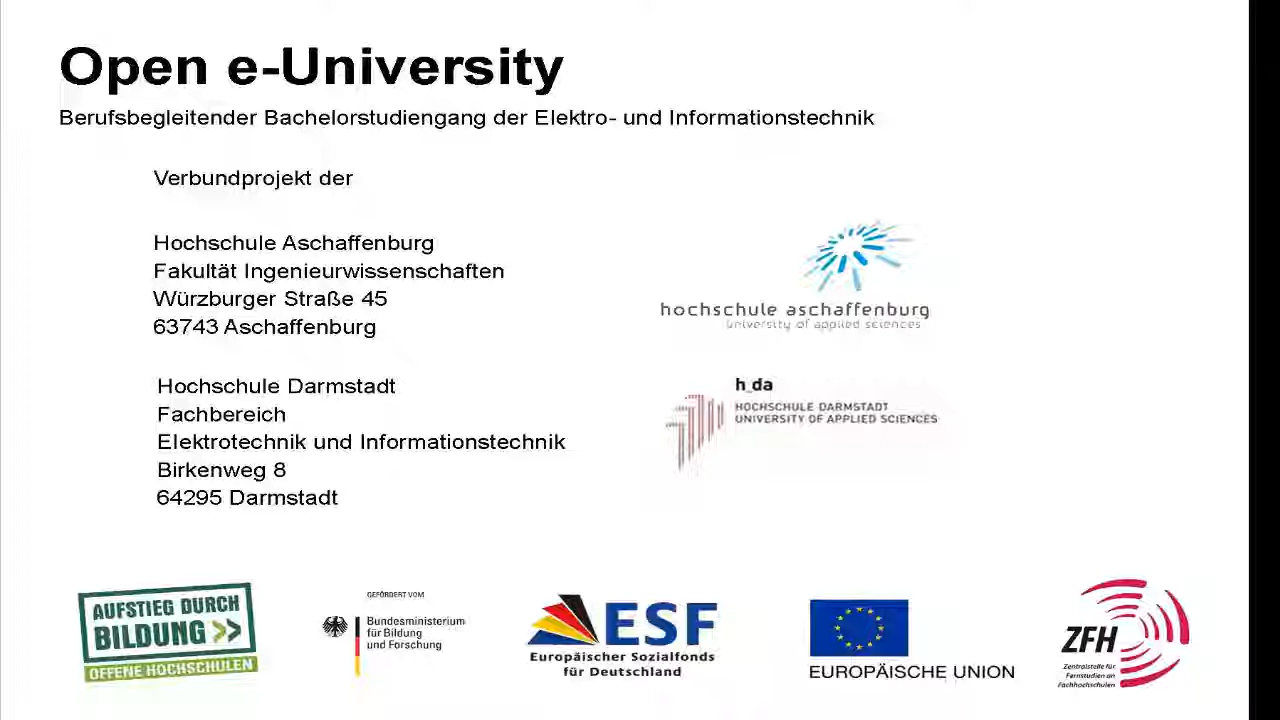 Open e-University
Berufsbegleitender Bachelorstudiengang der Elektro- und Informationstechnik
Verbundprojekt der
Hochschule Aschaffenburg
Fakultät Ingenieurwissenschaften
Würzburger Straße 45
63743 Aschaffenburg
hochschule aschaffenburg
university of applied sciences
Hochschule Darmstadt
Fachbereich
Elektrotechnik und Informationstechnik
Birkenweg 8
64295 Darmstadt
h_da
HOCHSCHULE DARMSTADT
UNIVERSITY OF APPLIED SCIENCES
AUFSTIEG DURCH
BILDUNG >>
OFFENE HOCHSCHULEN
GEFÖRDERT VOM
Bundesministerium
für Bildung
und Forschung
ESF
Europäischer Sozialfonds
für Deutschland
EUROPÄISCHE UNION
ZFH
Zentralstelle für
Fernstudien an
Fachhochschulen